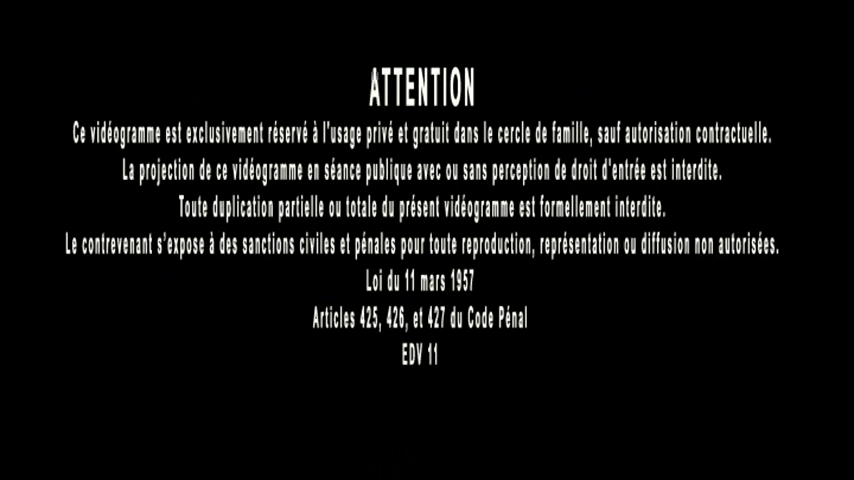 ATTENTION
Ce vidéogramme est exclusivement réservé à l'usage privé et gratuit dans le cercle de famille, sauf autorisation contractuelle.
La projection de ce vidéogramme en séance publique avec ou sans perception de droit d'entrée est interdite.
Toute duplication partielle ou totale du présent vidéogramme est formellement interdite.
Le contrevenant s'expose à des sanctions civiles et pénales pour toute reproduction, représentation ou diffusion non autorisées.
Loi du 11 mars 1957
Articles 425, 426, et 427 du Code Pénal
EDV 11